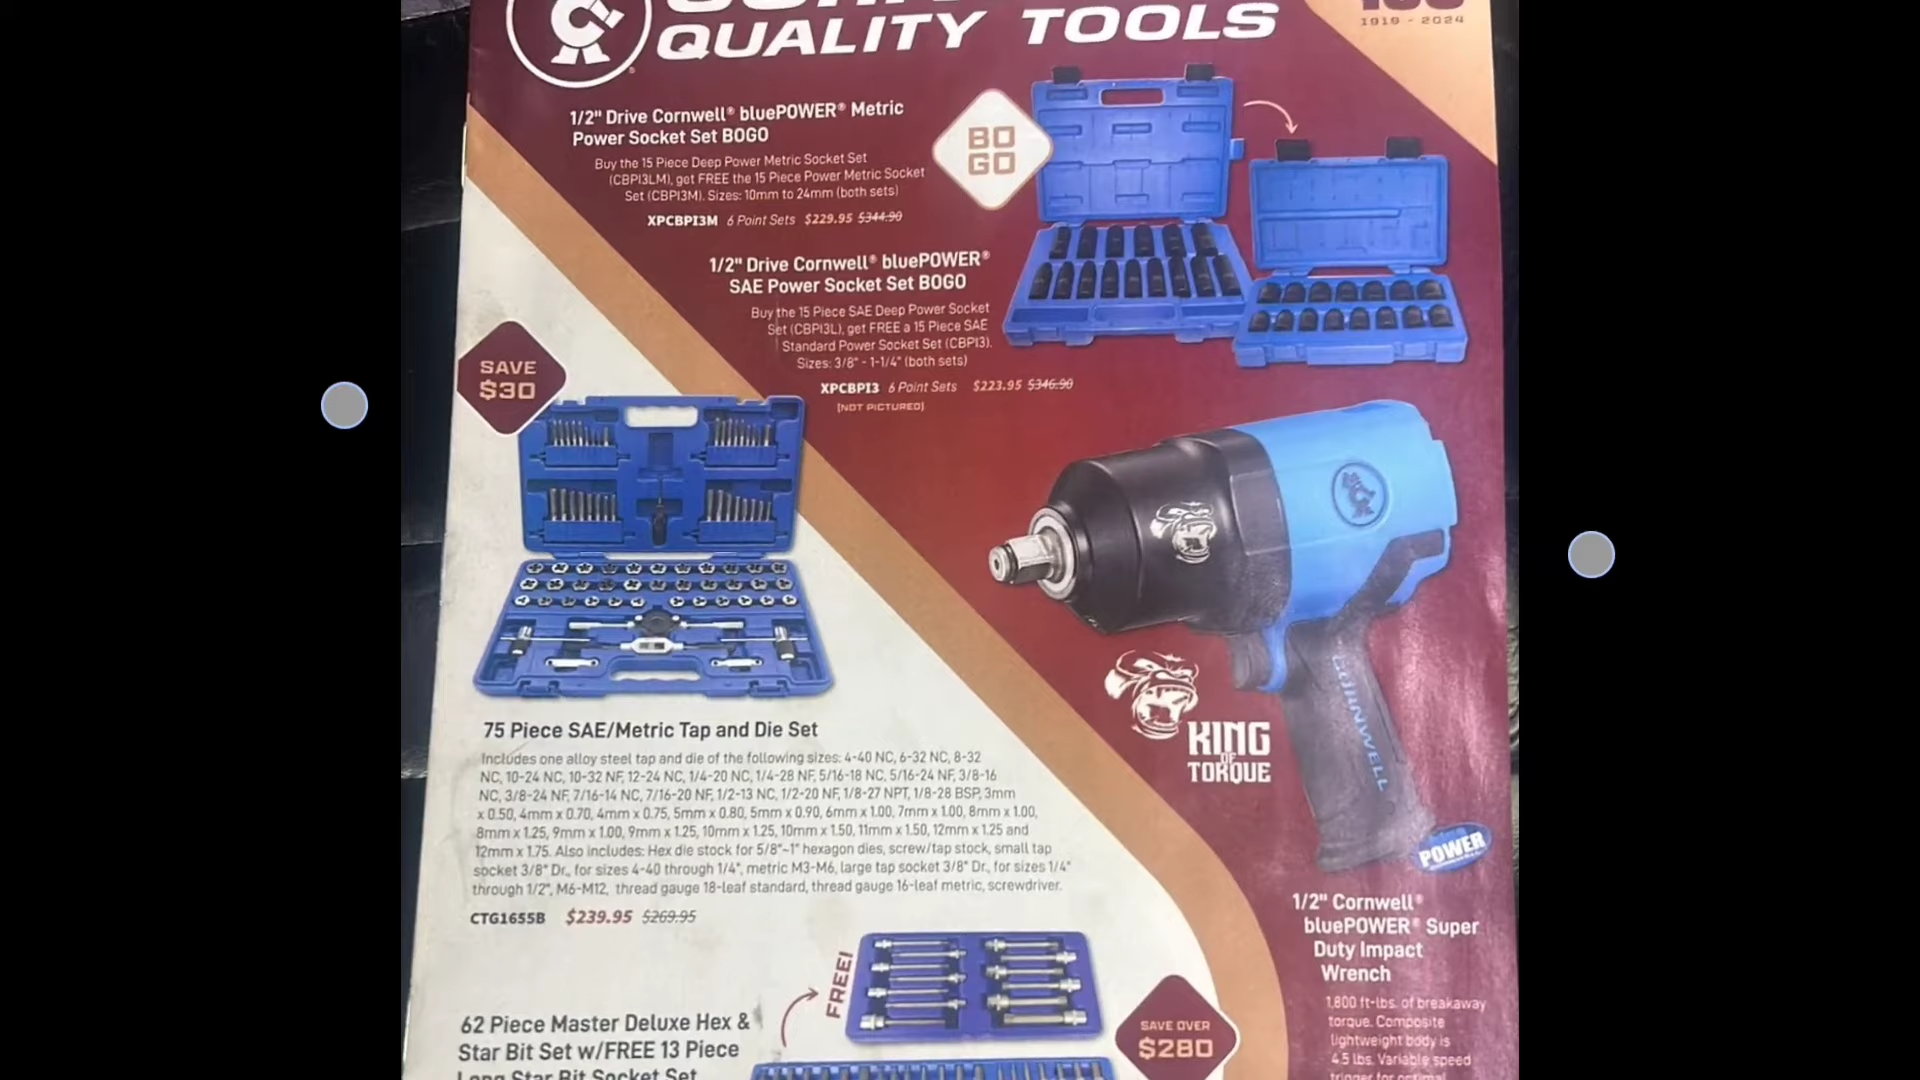 QUALITY TOOLS
1919 - 2024
1/2" Drive Cornwell® bluePOWER® Metric
Power Socket Set BOGO
Buy the 15 Piece Deep Power Metric Socket Set
(CBPI3LM), get FREE the 15 Piece Power Metric Socket
Set (CBPI3M). Sizes: 10mm to 24mm (both sets)
XPCBPI3M 6 Point Sets $229.95 $344.90
BO
GO
1/2" Drive Cornwell® bluePOWER®
SAE Power Socket Set BOGO
Buy the 15 Piece SAE Deep Power Socket
Set (CBPI3L), get FREE a 15 Piece SAE
Standard Power Socket Set (CBPI3).
Sizes: 3/8" - 1-1/4" (both sets)
XPCBPI3 6 Point Sets $223.95 $346.90
(NOT PICTURED)
SAVE
$30
75 Piece SAE/Metric Tap and Die Set
Includes one alloy steel tap and die of the following sizes: 4-40 NC, 6-32 NC, 8-32
NC, 10-24 NC, 10-32 NF, 12-24 NC, 1/4-20 NC, 1/4-28 NF, 5/16-18 NC, 5/16-24 NF, 3/8-16
NC, 3/8-24 NF, 7/16-14 NC, 7/16-20 NF, 1/2-13 NC, 1/2-20 NF, 1/8-27 NPT, 1/8-28 BSP, 3mm
x 0.50, 4mm x 0.70, 4mm x 0.75, 5mm x 0.80, 5mm x 0.90, 6mm x 1.00, 7mm x 1.00, 8mm x 1.00,
8mm x 1.25, 9mm x 1.00, 9mm x 1.25, 10mm x 1.25, 10mm x 1.50, 11mm x 1.50, 12mm x 1.25 and
12mm x 1.75. Also includes: Hex die stock for 5/8"~1" hexagon dies, screw/tap stock, small tap
socket 3/8" Dr., for sizes 4-40 through 1/4", metric M3-M6, large tap socket 3/8" Dr., for sizes 1/4"
through 1/2", M6-M12, thread gauge 18-leaf standard, thread gauge 16-leaf metric, screwdriver.
CTG1655B $239.95 $269.95
KING
OF
TORQUE
CORNWELL
POWER
1/2" Cornwell®
bluePOWER® Super
Duty Impact
Wrench
1,800 ft-lbs. of breakaway
torque. Composite
lightweight body is
4.5 lbs. Variable speed
trigger for optimal
FREE!
SAVE OVER
$280
62 Piece Master Deluxe Hex &
Star Bit Set w/FREE 13 Piece
Long Star Bit Socket Set